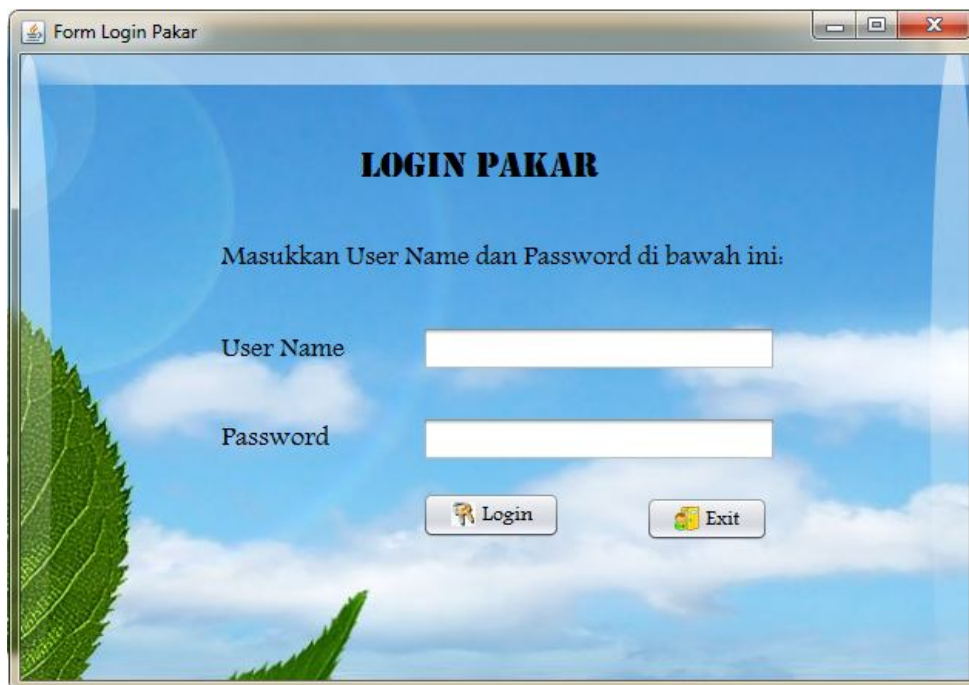 Form Login Pakar
LOGIN PAKAR
Masukkan User Name dan Password di bawah ini:
User Name
Password
Login
Exit